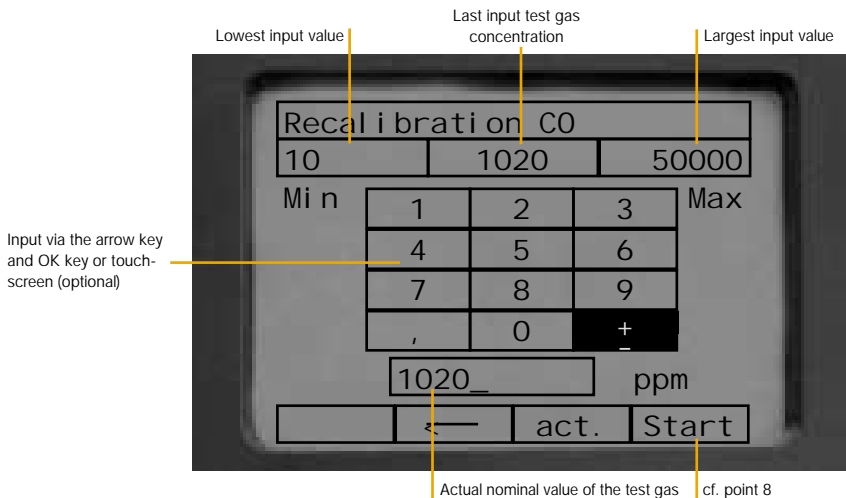 Last input test gas
concentration
Lowest input value
Largest input value
Recalibration CO
10 1020 50000
Min Max
1 2 3
4 5 6
7 8 9
, 0 +
-
Input via the arrow key
and OK key or touch-
screen (optional)
1020_ ppm
← act. Start
Actual nominal value of the test gas
cf. point 8